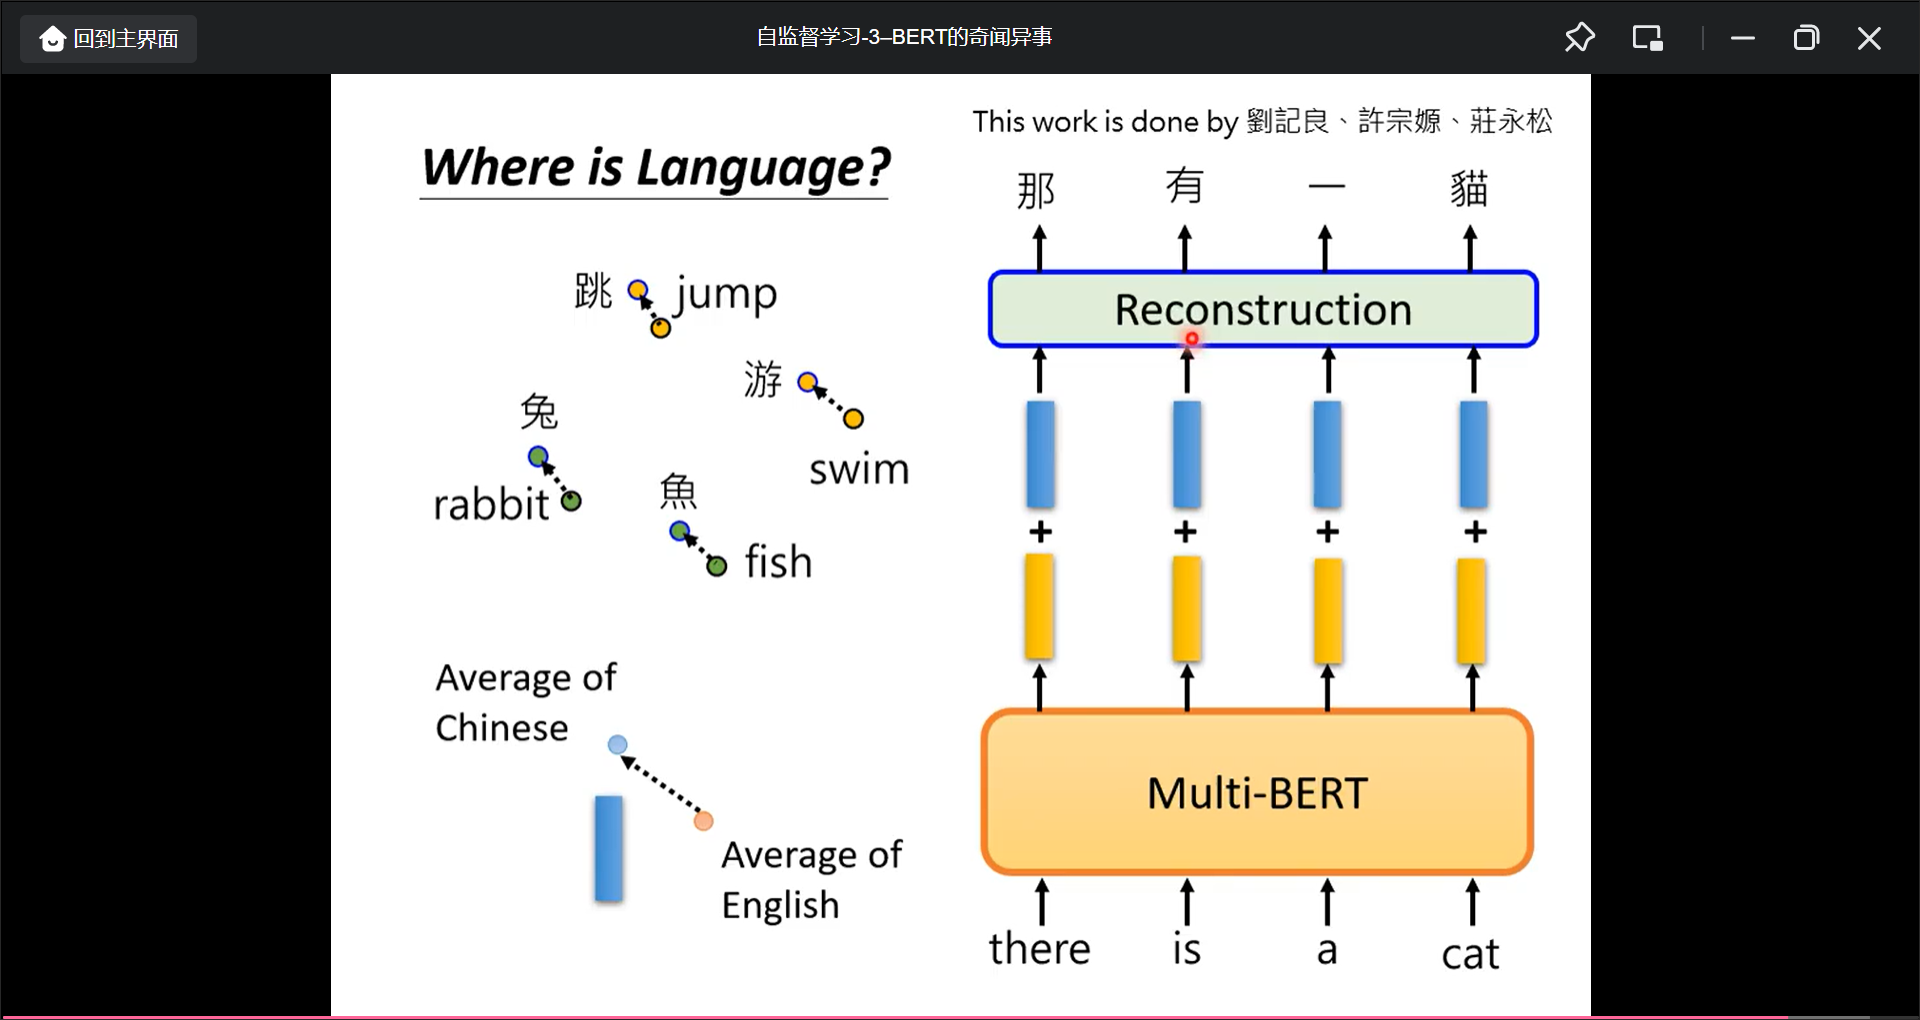 回到主界面
自监督学习-3–BERT的奇闻异事
This work is done by 劉記良、許宗嫄、莊永松
Where is Language?
跳
jump
游
swim
兔
rabbit
魚
fish
Average of
Chinese
Average of
English
那 有 一 貓
Reconstruction
+ + + +
Multi-BERT
there is a cat